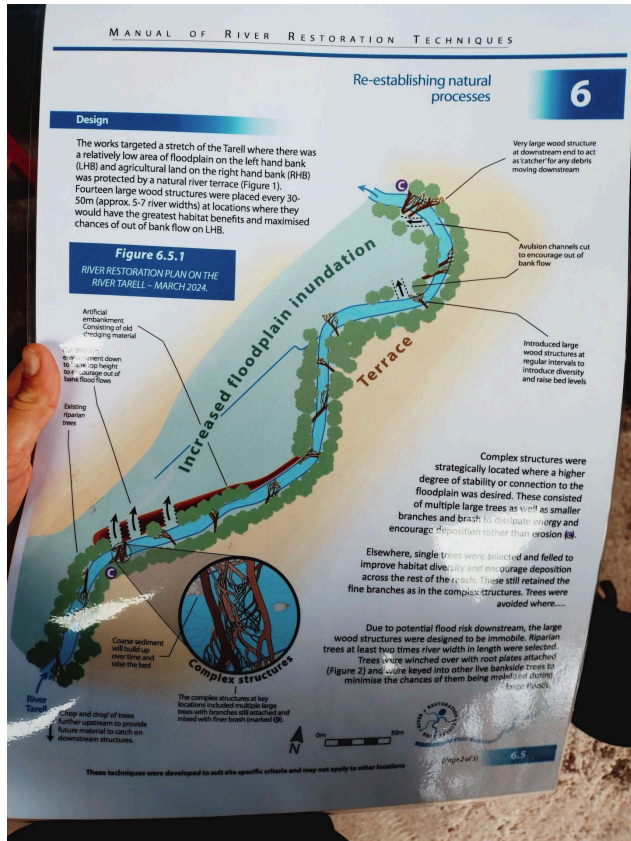 MANUAL OF RIVER RESTORATION TECHNIQUES
Re-establishing natural
processes
6
Design
The works targeted a stretch of the Tarell where there was
a relatively low area of floodplain on the left hand bank
(LHB) and agricultural land on the right hand bank (RHB)
was protected by a natural river terrace (Figure 1).
Fourteen large wood structures were placed every 30-
50m (approx. 5-7 river widths) at locations where they
would have the greatest habitat benefits and maximised
chances of out of bank flow on LHB.
Figure 6.5.1
RIVER RESTORATION PLAN ON THE
RIVER TARELL – MARCH 2024.
Very large wood structure
at downstream end to act
as 'catcher' for any debris
moving downstream
C
Avulsion channels cut
to encourage out of
bank flow
Introduced large
wood structures at
regular intervals to
introduce diversity
and raise bed levels
Increased floodplain inundation
Terrace
Artificial
embankment
Consisting of old
dredging material
down
to top height
to encourage out of
bank flood flows
Existing
riparian
trees
C
Coarse sediment
will build up
over time and
raise the bed
Complex structures
The complex structures at key
locations included multiple large
trees with branches still attached and
mixed with finer brash (marked C).
River
Tarell
'Chop and drop' of trees
further upstream to provide
future material to catch on
downstream structures.
N
0m
50m
Complex structures were
strategically located where a higher
degree of stability or connection to the
floodplain was desired. These consisted
of multiple large trees as well as smaller
branches and brash to dissipate energy and
encourage deposition rather than erosion (C).
Elsewhere, single trees were selected and felled to
improve habitat diversity and encourage deposition
across the rest of the reach. These still retained the
fine branches as in the complex structures. Trees were
avoided where.....
Due to potential flood risk downstream, the large
wood structures were designed to be immobile. Riparian
trees at least two times river width in length were selected.
Trees were winched over with root plates attached
(Figure 2) and were keyed into other live bankside trees to
minimise the chances of them being mobilised during
large floods.
(Page 2 of 5)
6.5
These techniques were developed to suit site specific criteria and may not apply to other locations